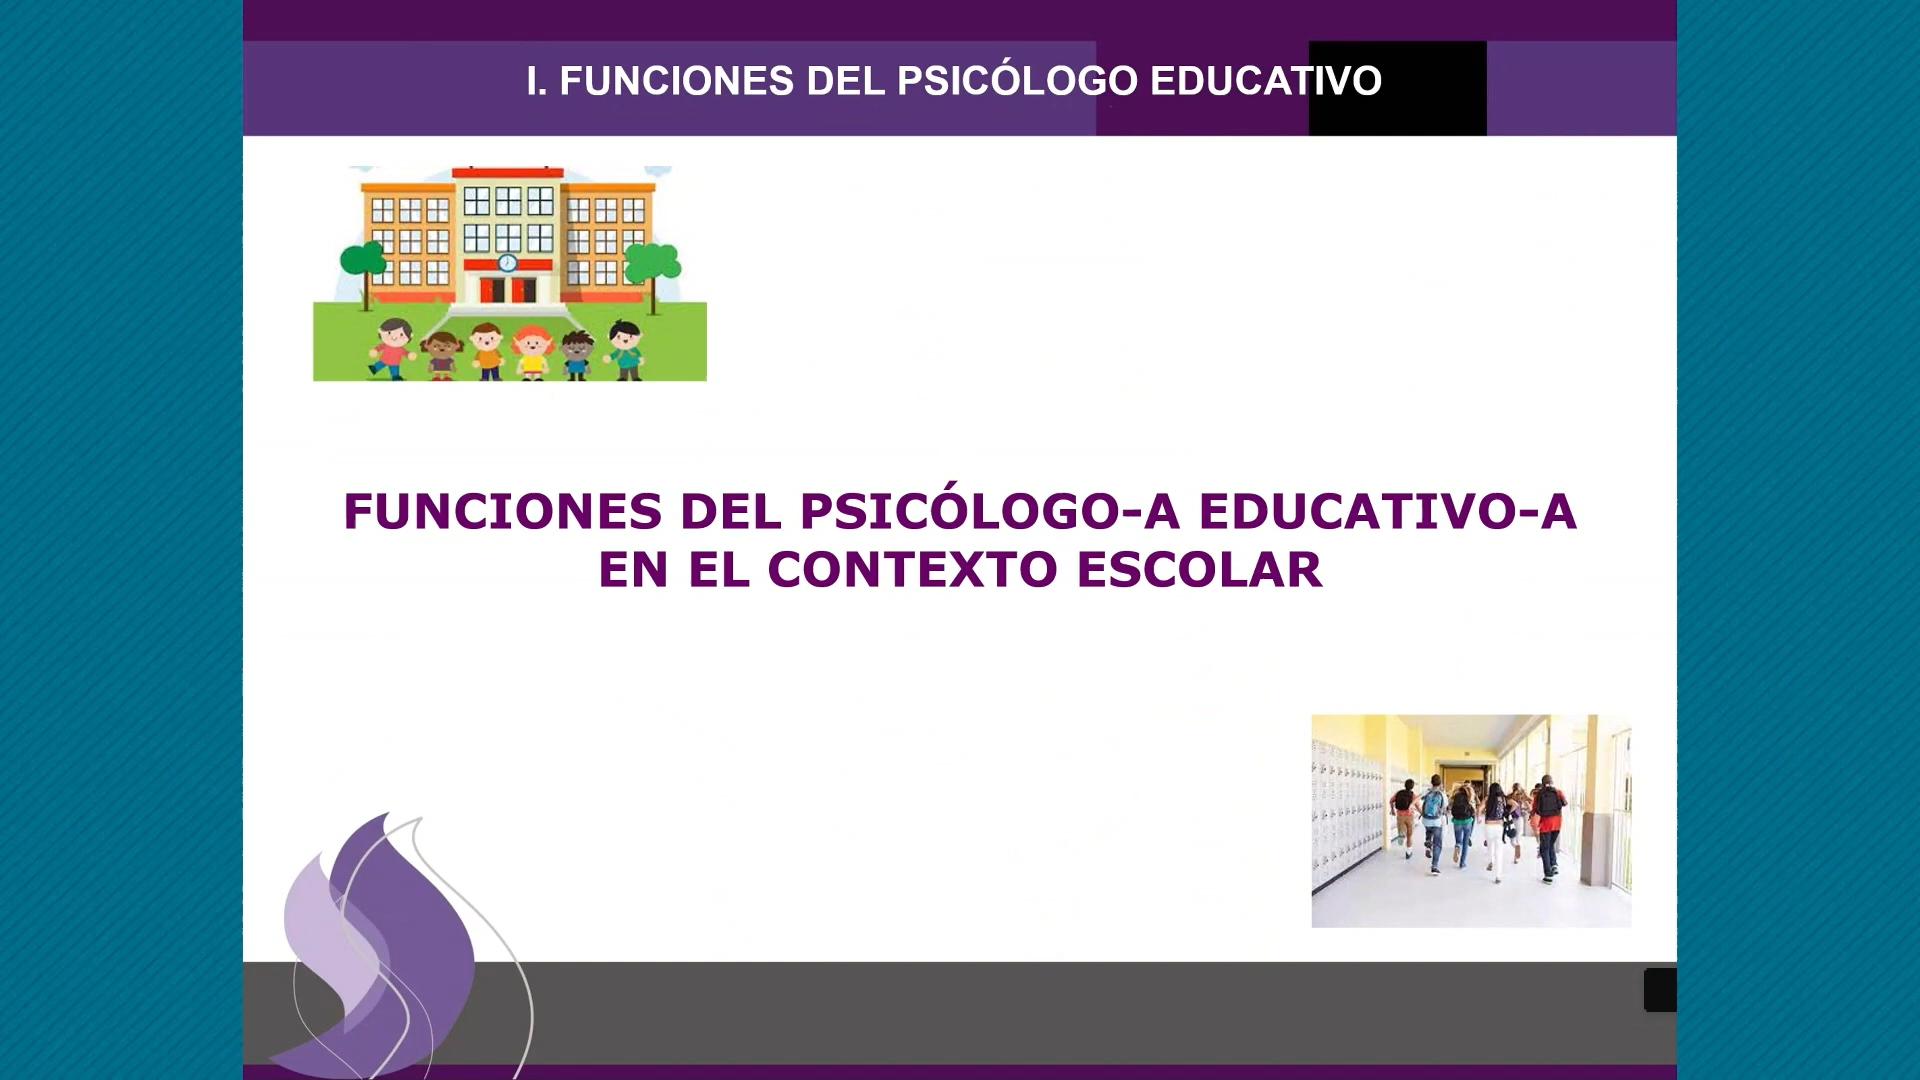 I. FUNCIONES DEL PSICÓLOGO EDUCATIVO
FUNCIONES DEL PSICÓLOGO-A EDUCATIVO-A
EN EL CONTEXTO ESCOLAR